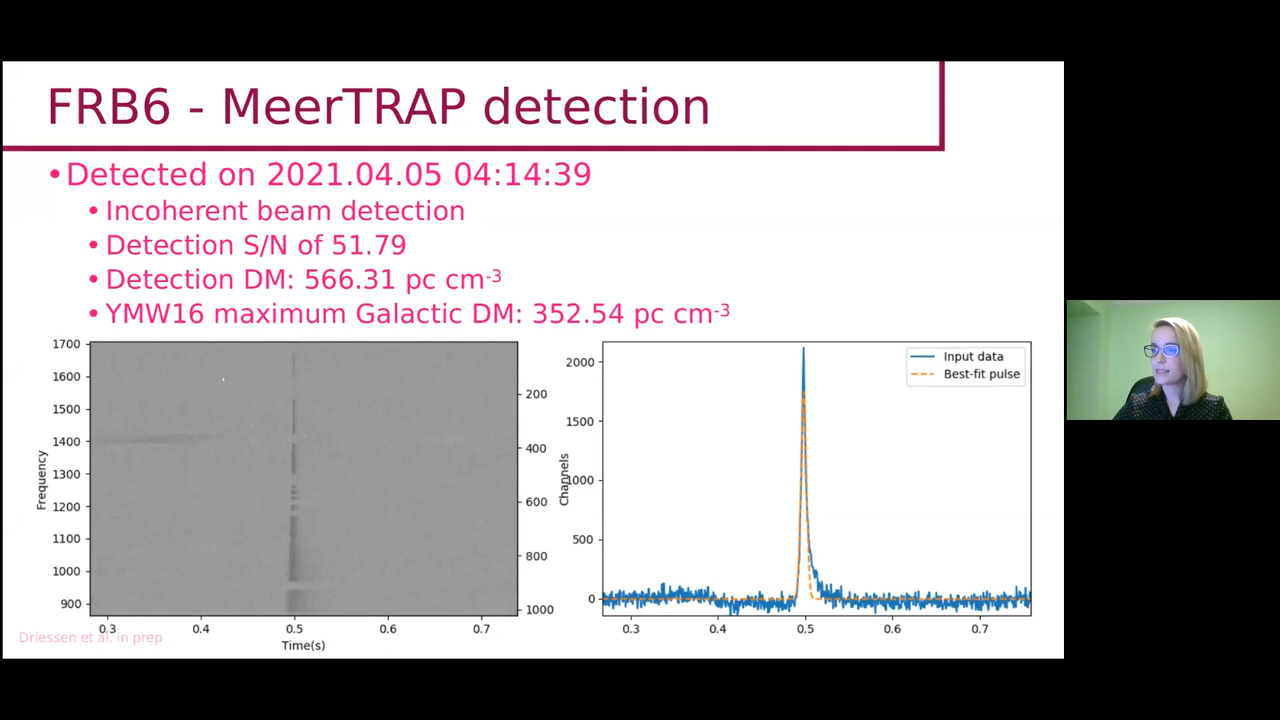 FRB6 - MeerTRAP detection
•Detected on 2021.04.05 04:14:39
•Incoherent beam detection
•Detection S/N of 51.79
•Detection DM: 566.31 pc cm-3
•YMW16 maximum Galactic DM: 352.54 pc cm-3
1700
1600
1500
1400
1300
1200
1100
1000
900
Frequency
200
400
600
800
1000
Channels
0.3
0.4
0.5
0.6
0.7
Time(s)
2000
1500
1000
500
0
Input data
Best-fit pulse
0.3
0.4
0.5
0.6
0.7
Driessen et al. in prep